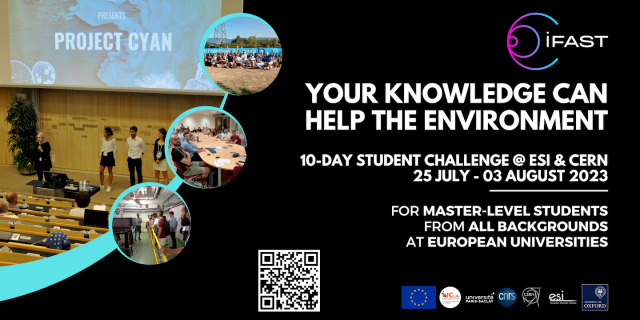 PRESENTS
PROJECT CYAN
iFAST
YOUR KNOWLEDGE CAN
HELP THE ENVIRONMENT
10-DAY STUDENT CHALLENGE @ ESI & CERN
25 JULY - 03 AUGUST 2023
FOR MASTER-LEVEL STUDENTS
FROM ALL BACKGROUNDS
AT EUROPEAN UNIVERSITIES
université
PARIS-SACLAY
cnrs
CERN
esi
UNIVERSITY OF
OXFORD